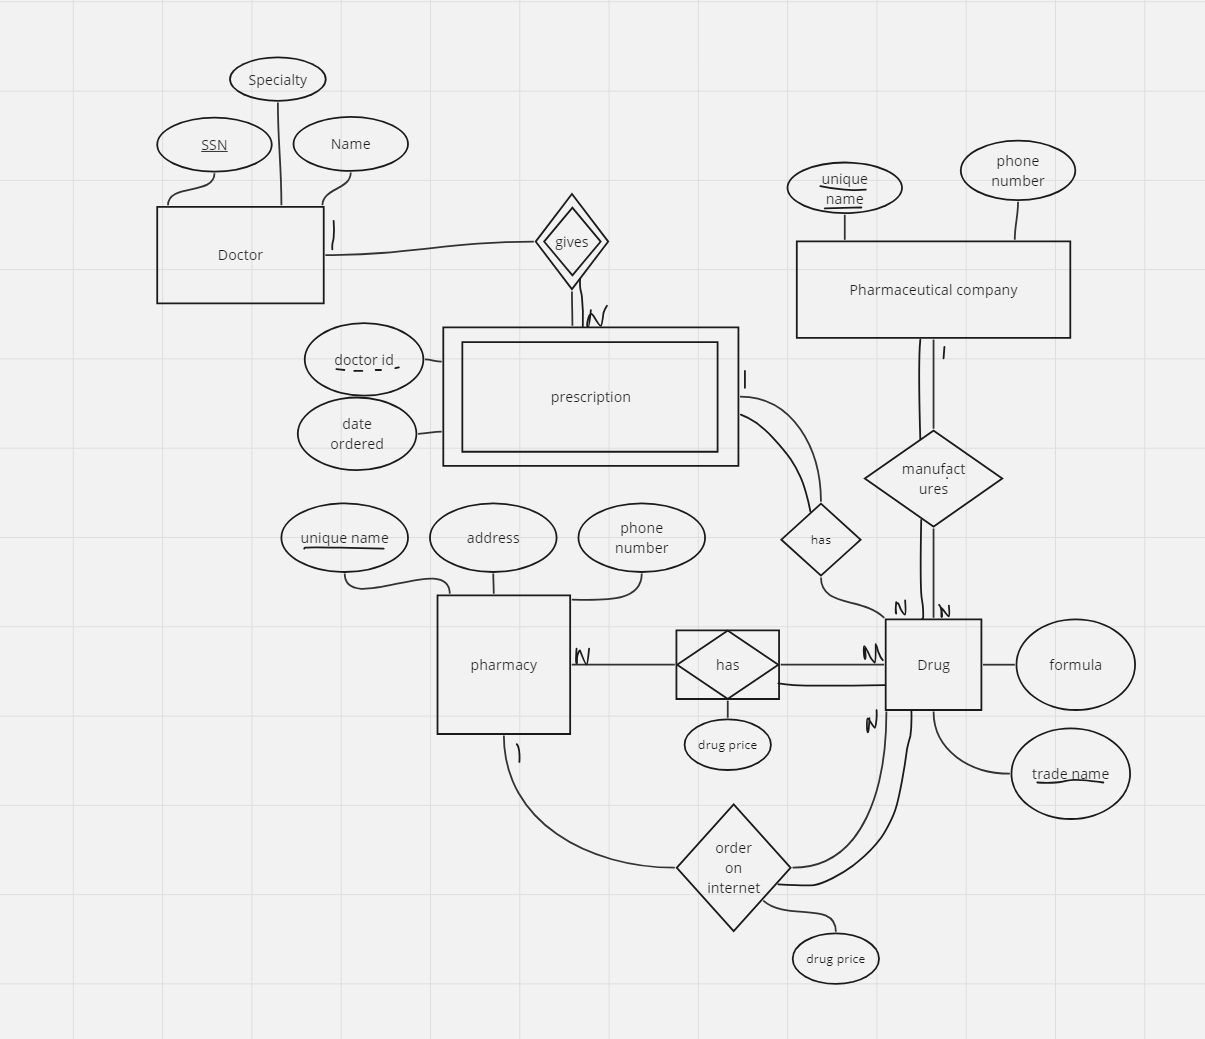 Specialty
SSN
Name
Doctor
1
gives
N
unique
name
phone
number
Pharmaceutical company
1
doctor id
date
ordered
prescription
1
manufact
ures
unique name
address
phone
number
has
N
N
pharmacy
N
has
N
Drug
formula
drug price
N
1
trade name
order
on
internet
drug price